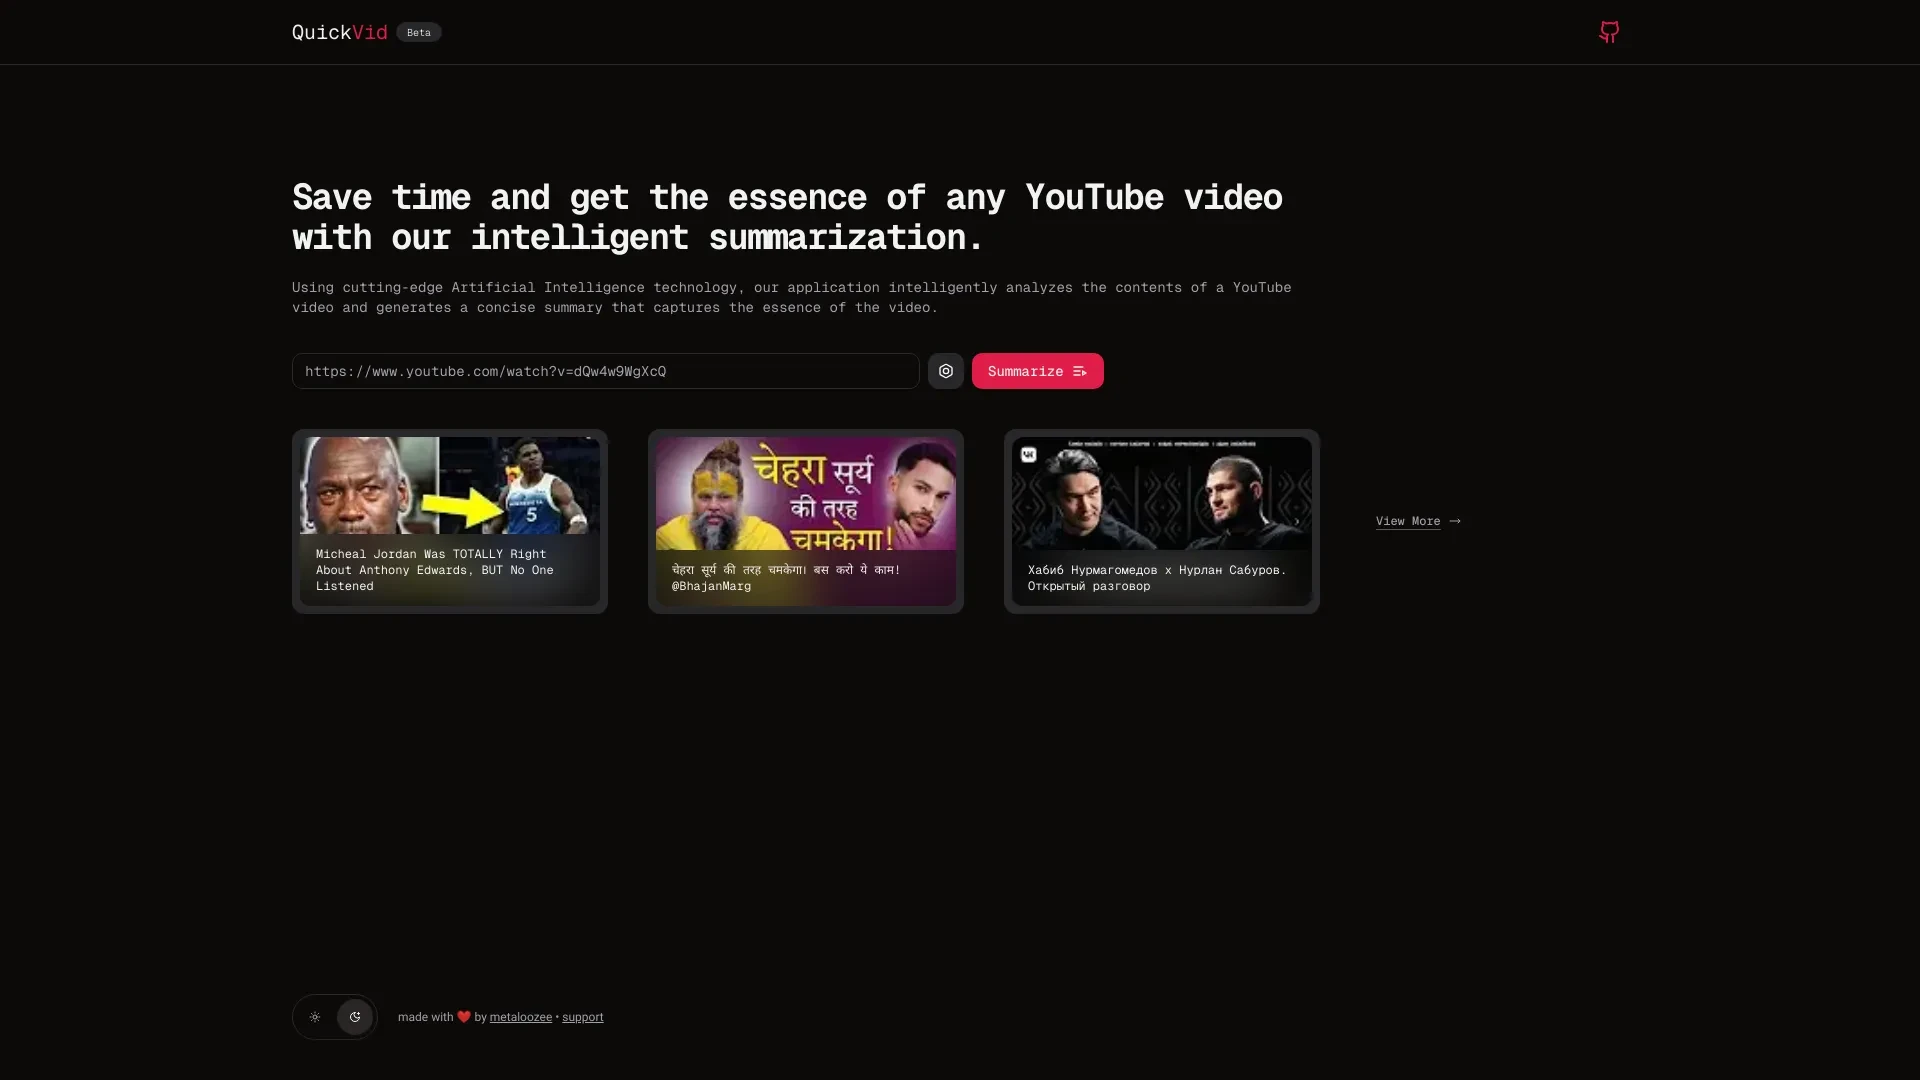 QuickVid Beta
Save time and get the essence of any YouTube video
with our intelligent summarization.
Using cutting-edge Artificial Intelligence technology, our application intelligently analyzes the contents of a YouTube
video and generates a concise summary that captures the essence of the video.
https://www.youtube.com/watch?v=dQw4w9WgXcQ
Summarize
5
Micheal Jordan Was TOTALLY Right
About Anthony Edwards, BUT No One
Listened
चेहरा सूर्य
की तरह
चमकेगा!
चेहरा सूर्य की तरह चमकेगा। बस करो ये काम!
@BhajanMarg
Хабиб Нурмагомедов x Нурлан Сабуров.
Открытый разговор
View More →
made with ❤️ by metaloozee • support